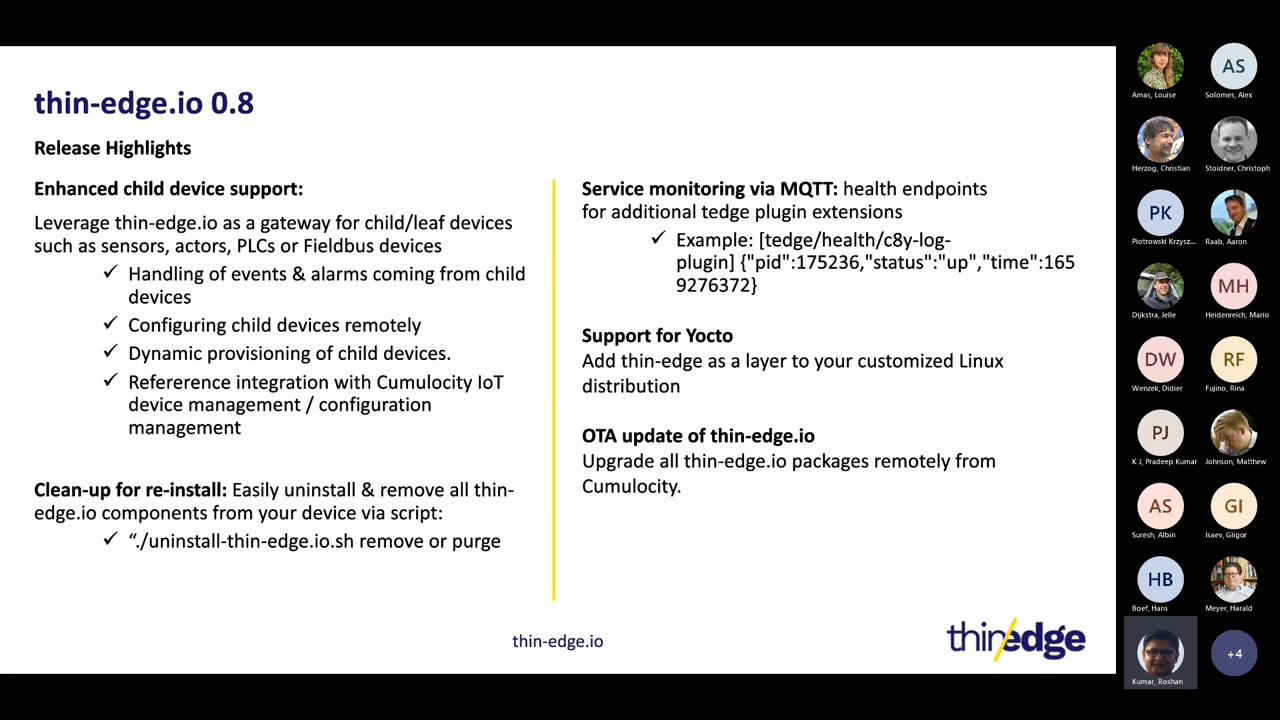 thin-edge.io 0.8
Release Highlights
Enhanced child device support:
Leverage thin-edge.io as a gateway for child/leaf devices
such as sensors, actors, PLCs or Fieldbus devices
✓ Handling of events & alarms coming from child
devices
✓ Configuring child devices remotely
✓ Dynamic provisioning of child devices.
✓ Refererence integration with Cumulocity IoT
device management / configuration
management
Clean-up for re-install: Easily uninstall & remove all thin-
edge.io components from your device via script:
✓ “./uninstall-thin-edge.io.sh remove or purge
Service monitoring via MQTT: health endpoints
for additional tedge plugin extensions
✓ Example: [tedge/health/c8y-log-
plugin] {"pid":175236,"status":"up","time":165
9276372}
Support for Yocto
Add thin-edge as a layer to your customized Linux
distribution
OTA update of thin-edge.io
Upgrade all thin-edge.io packages remotely from
Cumulocity.
thin-edge.io
thin/edge
Amas, Louise
AS
Solomes, Alex
Herzog, Christian
Stoidner, Christoph
PK
Piotrowski Krzysz...
Raab, Aaron
Dijkstra, Jelle
MH
Heidenreich, Mario
DW
Wenzek, Didier
RF
Fujino, Rina
PJ
K J, Pradeep Kumar
Johnson, Matthew
AS
Suresh, Albin
GI
Isaev, Gligor
HB
Boef, Hans
Meyer, Harald
Kumar, Roshan
+4